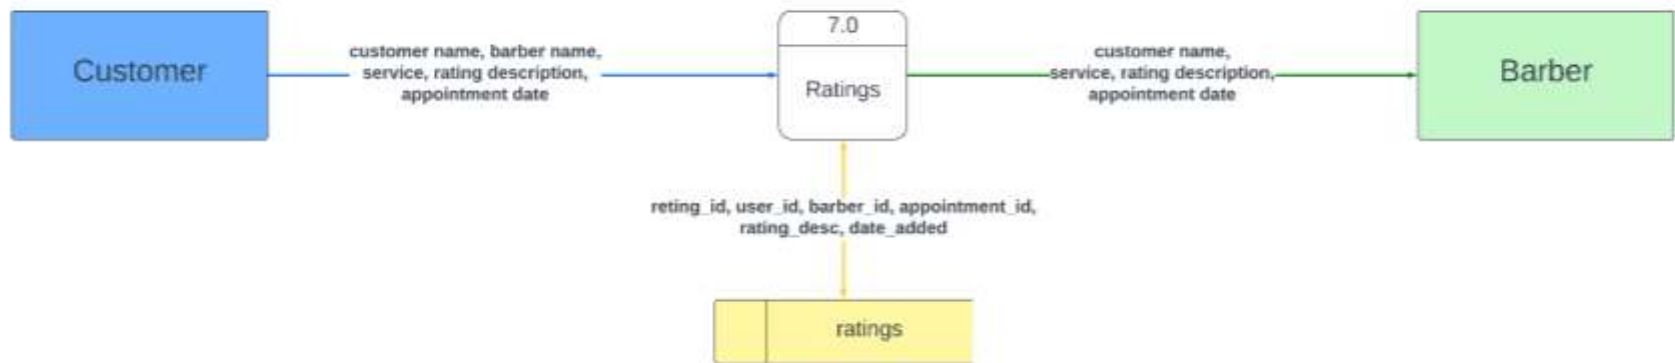 Customer
customer name, barber name,
service, rating description,
appointment date
7.0
Ratings
customer name,
service, rating description,
appointment date
Barber
reting_id, user_id, barber_id, appointment_id,
rating_desc, date_added
ratings